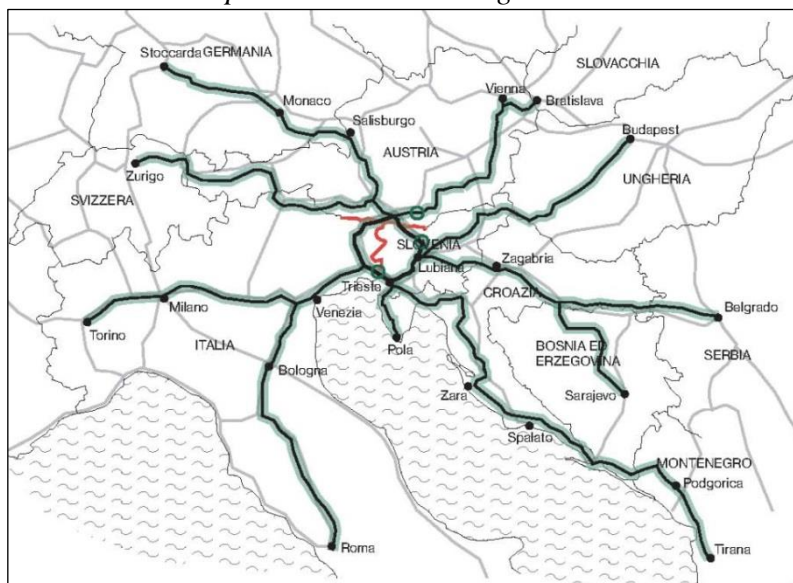 Stoccarda
GERMANIA
SLOVACCHIA
Monaco
Vienna
Bratislava
Salisburgo
Budapest
AUSTRIA
Zurigo
UNGHERIA
SVIZZERA
SLOVENIA
Zagabria
Lubiana
Trieste
CROAZIA
Milano
Venezia
Belgrado
Torino
ITALIA
Pola
BOSNIA ED
ERZEGOVINA
SERBIA
Bologna
Zara
Sarajevo
Spalato
MONTENEGRO
Podgorica
Roma
Tirana